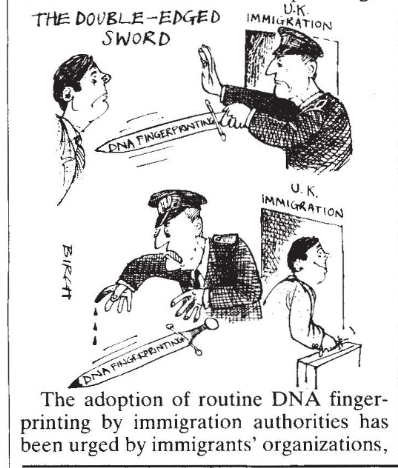 THE DOUBLE-EDGED
SWORD
U.K.
IMMIGRATION
DNA FINGERPRINTING
U.K.
IMMIGRATION
BIRCH
DNA FINGERPRINTING
The adoption of routine DNA finger-
printing by immigration authorities has
been urged by immigrants' organizations,